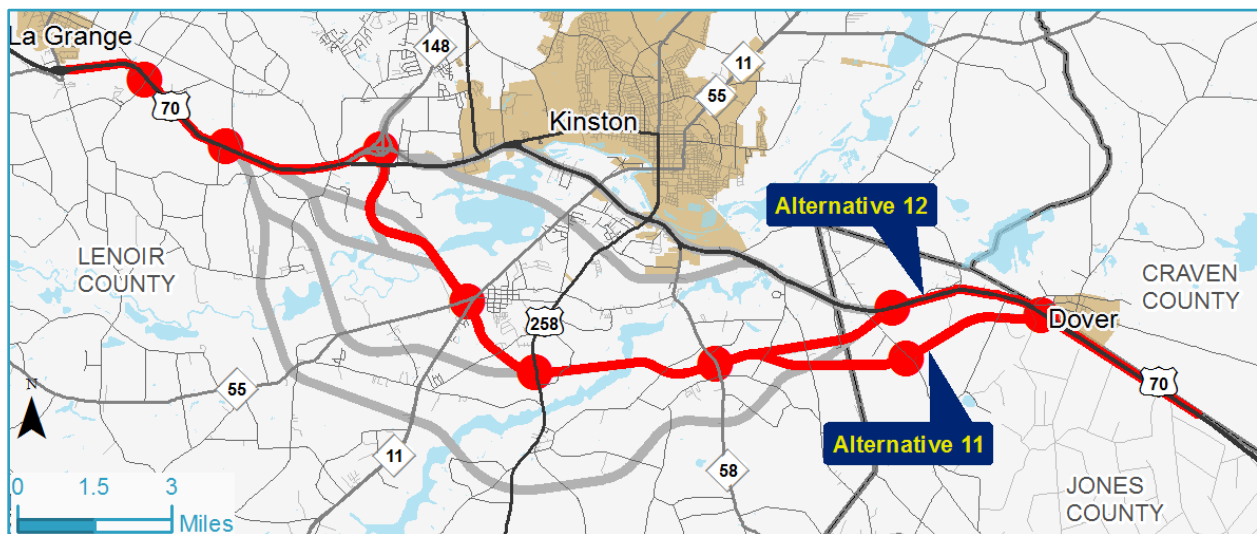 La Grange
148
11
55
70
Kinston
Alternative 12
LENOIR
COUNTY
CRAVEN
COUNTY
258
Dover
N
55
70
Alternative 11
11
58
JONES
COUNTY
0 1.5 3
Miles